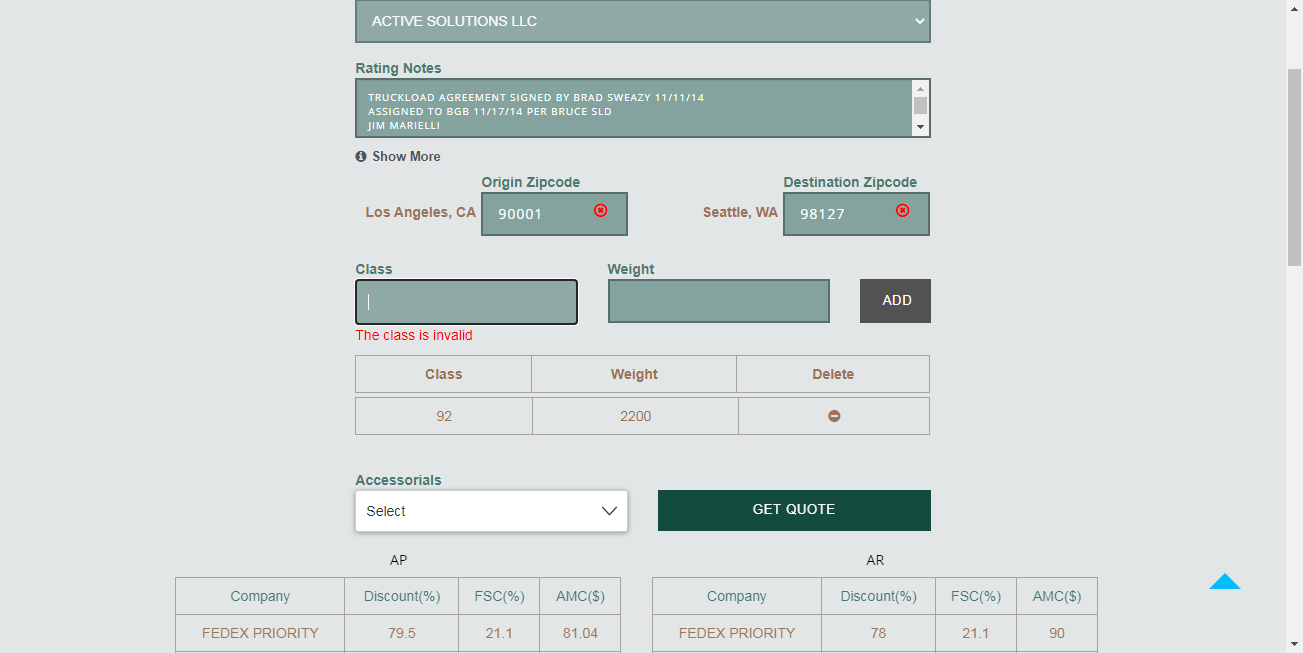 ACTIVE SOLUTIONS LLC
Rating Notes
TRUCKLOAD AGREEMENT SIGNED BY BRAD SWEAZY 11/11/14
ASSIGNED TO BGB 11/17/14 PER BRUCE SLD
JIM MARIELLI
Show More
Origin Zipcode Destination Zipcode
Los Angeles, CA 90001 Seattle, WA 98127
Class Weight
ADD
The class is invalid
Class Weight Delete
92 2200
Accessorials
Select GET QUOTE
AP AR
Company Discount(%) FSC(%) AMC($) Company Discount(%) FSC(%) AMC($)
FEDEX PRIORITY 79.5 21.1 81.04 FEDEX PRIORITY 78 21.1 90